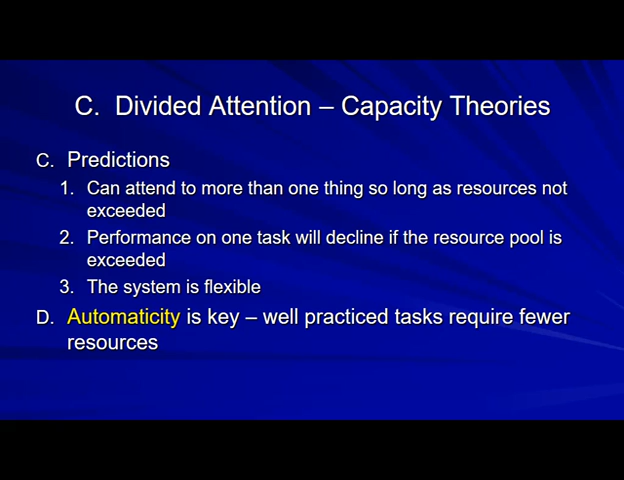 C. Divided Attention – Capacity Theories
C. Predictions
1. Can attend to more than one thing so long as resources not
exceeded
2. Performance on one task will decline if the resource pool is
exceeded
3. The system is flexible
D. Automaticity is key – well practiced tasks require fewer
resources